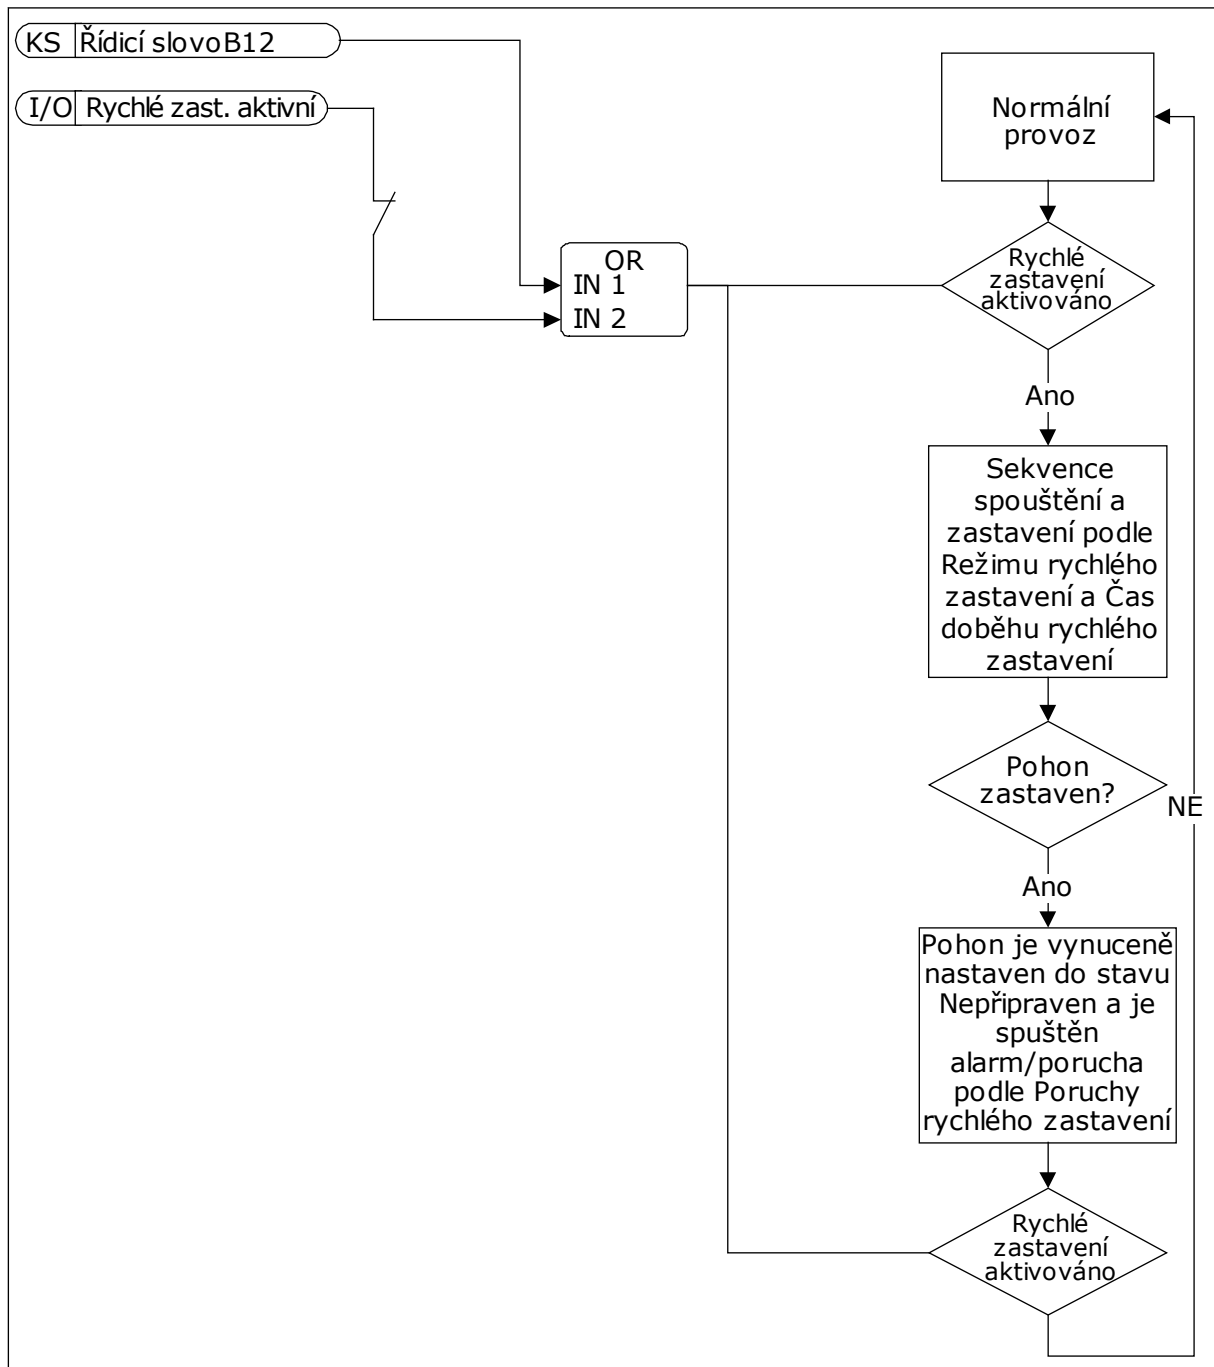 KS Řídicí slovo B12
I/O Rychlé zast. aktivní
OR
IN 1
IN 2
Normální
provoz
Rychlé
zastavení
aktivováno
Ano
Sekvence
spouštění a
zastavení podle
Režimu rychlého
zastavení a Čas
doběhu rychlého
zastavení
Pohon
zastaven?
NE
Ano
Pohon je vynuceně
nastaven do stavu
Nepřipraven a je
spuštěn
alarm/porucha
podle Poruchy
rychlého zastavení
Rychlé
zastavení
aktivováno